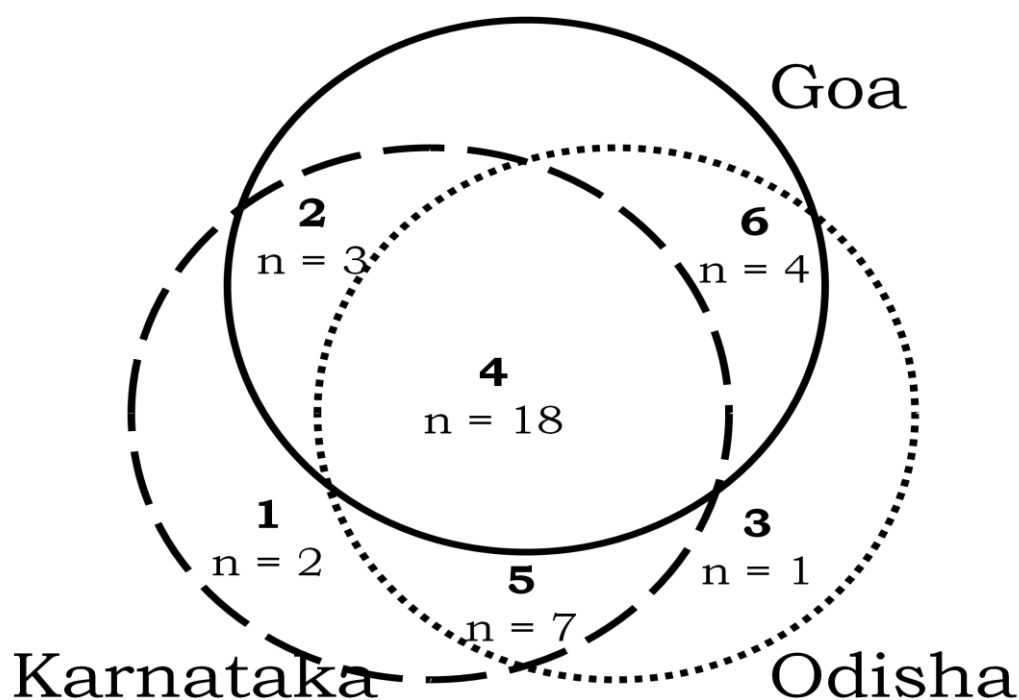 Goa
2
n = 3
6
n = 4
4
n = 18
1
n = 2
3
n = 1
5
n = 7
Karnataka
Odisha